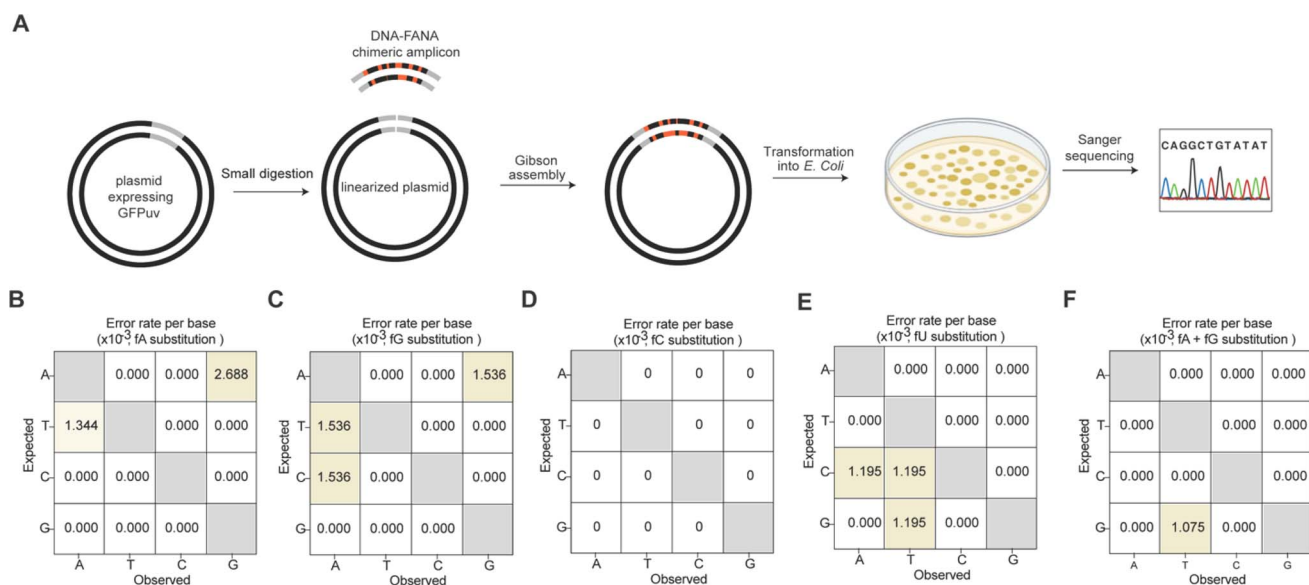 A
DNA-FANA
chimeric amplicon
plasmid
expressing
GFPuv
Small digestion
linearized plasmid
Gibson
assembly
Transformation
into E. Coli
Sanger
sequencing
CAGGCTGTATAT
B
Error rate per base
(x10-3, fA substitution )
A 0.000 0.000 2.688
T 1.344 0.000 0.000
C 0.000 0.000 0.000
G 0.000 0.000 0.000
Expected
A T C G
Observed
C
Error rate per base
(x10-3, fG substitution )
A 0.000 0.000 1.536
T 1.536 0.000 0.000
C 1.536 0.000 0.000
G 0.000 0.000 0.000
Expected
A T C G
Observed
D
Error rate per base
(x10-3, fC substitution )
A 0 0 0
T 0 0 0
C 0 0 0
G 0 0 0
Expected
A T C G
Observed
E
Error rate per base
(x10-3, fU substitution )
A 0.000 0.000 0.000
T 0.000 0.000 0.000
C 1.195 1.195 0.000
G 0.000 1.195 0.000
Expected
A T C G
Observed
F
Error rate per base
(x10-3, fA + fG substitution )
A 0.000 0.000 0.000
T 0.000 0.000 0.000
C 0.000 0.000 0.000
G 0.000 1.075 0.000
Expected
A T C G
Observed